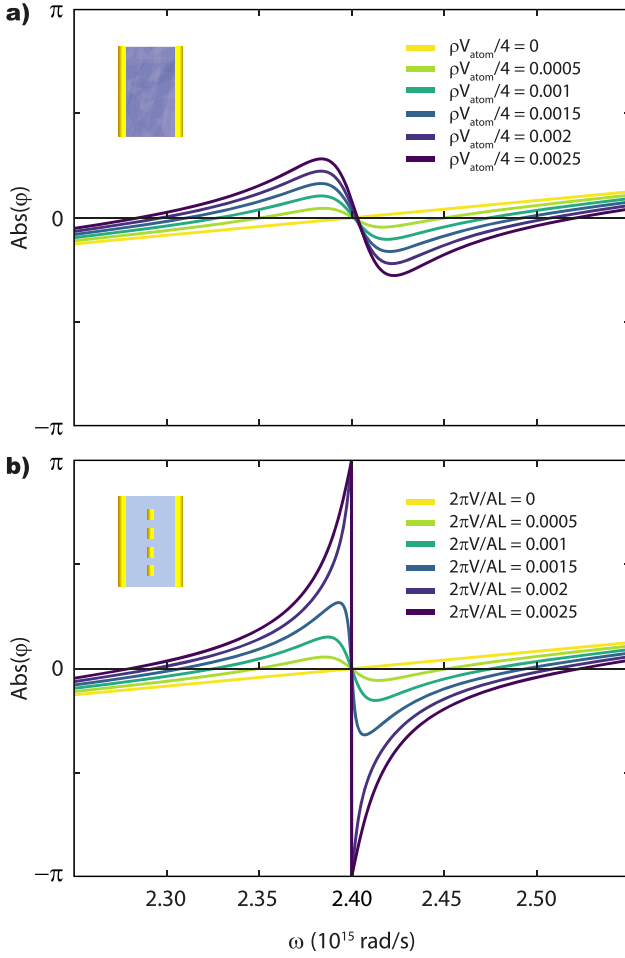 a)
π
ρV_atom/4 = 0
ρV_atom/4 = 0.0005
ρV_atom/4 = 0.001
ρV_atom/4 = 0.0015
ρV_atom/4 = 0.002
ρV_atom/4 = 0.0025
Abs(φ)
0
−π
b)
π
2πV/AL = 0
2πV/AL = 0.0005
2πV/AL = 0.001
2πV/AL = 0.0015
2πV/AL = 0.002
2πV/AL = 0.0025
Abs(φ)
0
−π
2.30 2.35 2.40 2.45 2.50
ω (10¹⁵ rad/s)